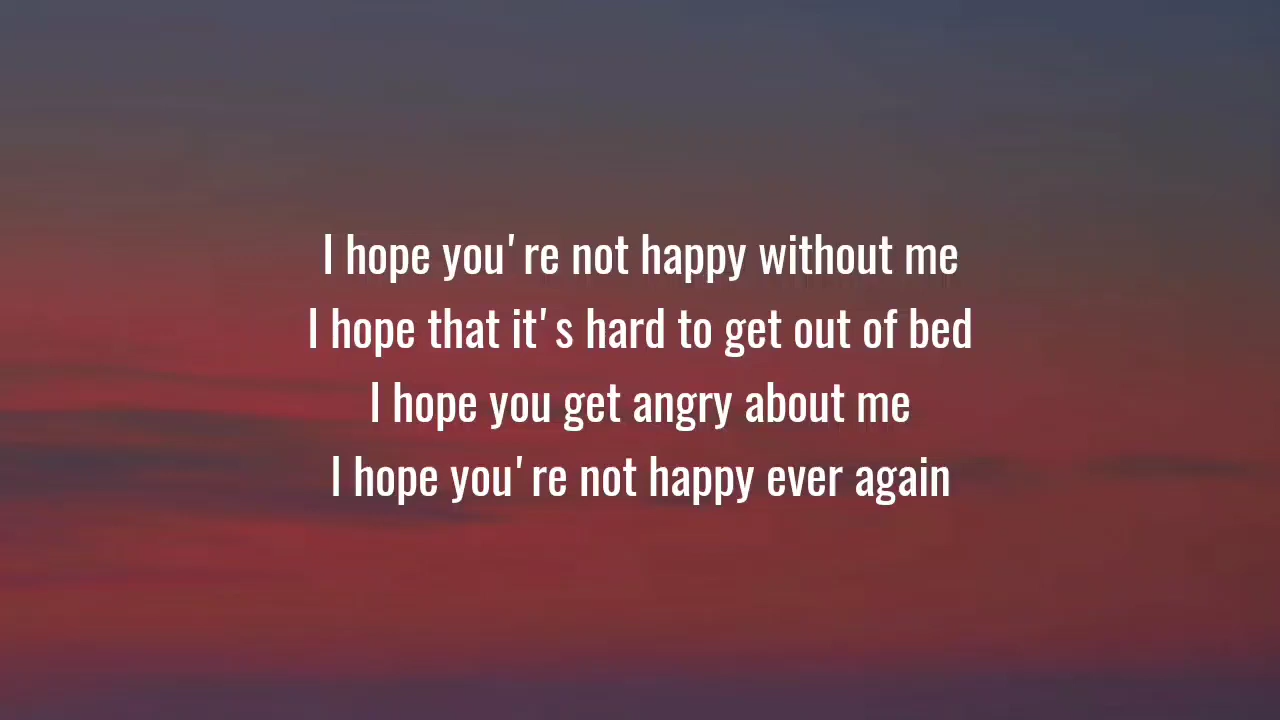 I hope you're not happy without me
I hope that it's hard to get out of bed
I hope you get angry about me
I hope you're not happy ever again